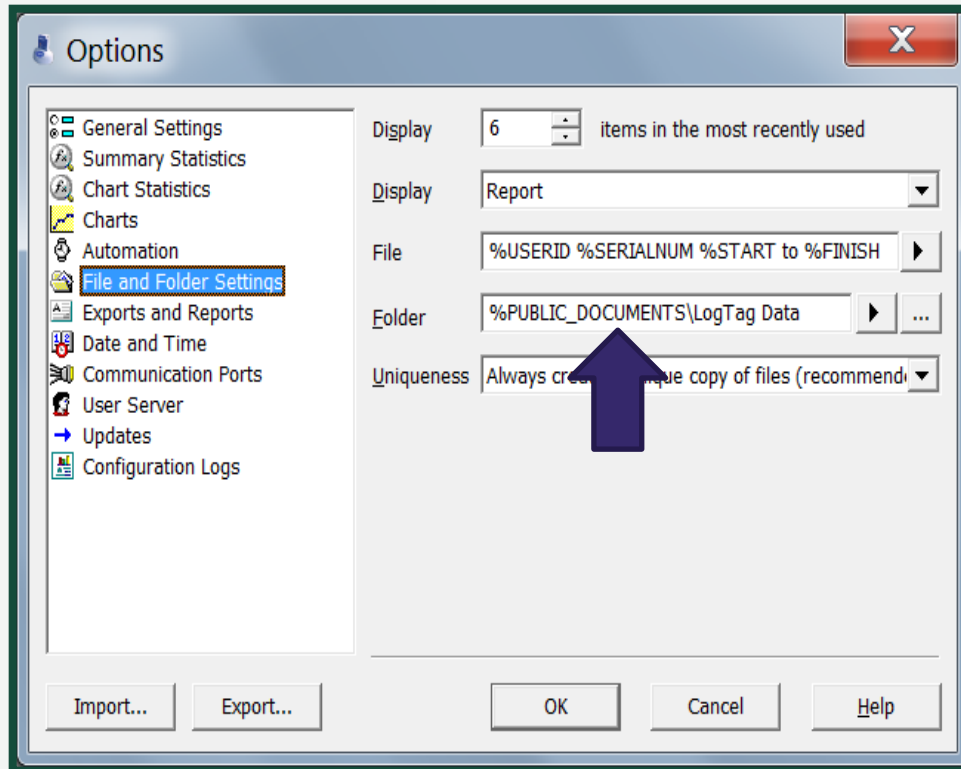 Options
X
General Settings
Summary Statistics
Chart Statistics
Charts
Automation
File and Folder Settings
Exports and Reports
Date and Time
Communication Ports
User Server
Updates
Configuration Logs
Display 6 items in the most recently used
Display Report
File %USERID %SERIALNUM %START to %FINISH
Folder %PUBLIC_DOCUMENTS\LogTag Data ...
Uniqueness Always copy of files (recommend
Import... Export... OK Cancel Help